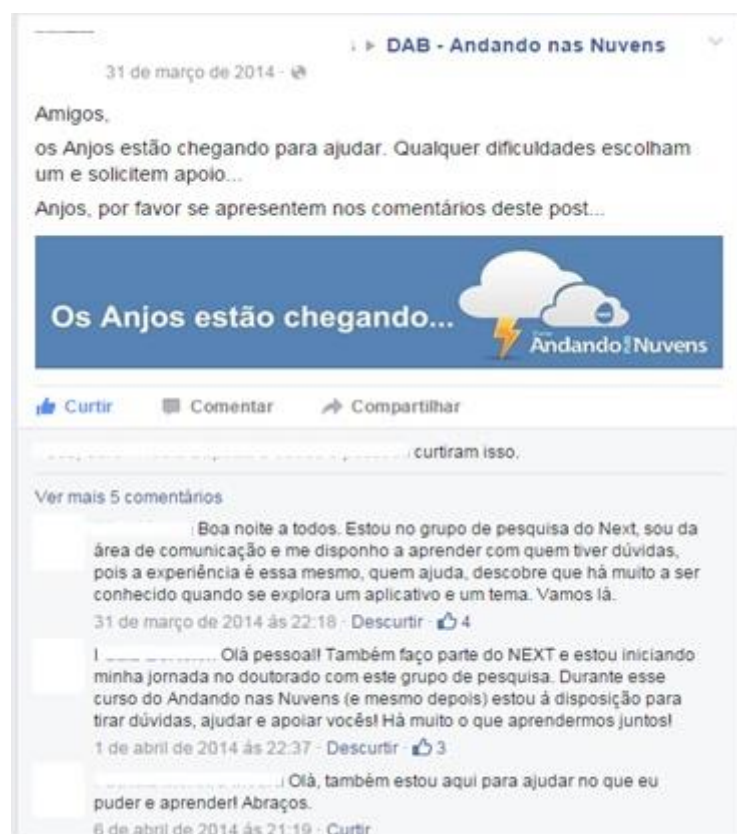 ▸ DAB - Andando nas Nuvens
31 de março de 2014 ·
Amigos,
os Anjos estão chegando para ajudar. Qualquer dificuldades escolham
um e solicitem apoio...
Anjos, por favor se apresentem nos comentários deste post...
Os Anjos estão chegando...
Andando nas Nuvens
Curtir Comentar Compartilhar
curtiram isso.
Ver mais 5 comentários
Boa noite a todos. Estou no grupo de pesquisa do Next, sou da
área de comunicação e me disponho a aprender com quem tiver dúvidas,
pois a experiência é essa mesmo, quem ajuda, descobre que há muito a ser
conhecido quando se explora um aplicativo e um tema. Vamos lá.
31 de março de 2014 às 22:18 · Descurtir · 4
Olá pessoal! Também faço parte do NEXT e estou iniciando
minha jornada no doutorado com este grupo de pesquisa. Durante esse
curso do Andando nas Nuvens (e mesmo depois) estou á disposição para
tirar dúvidas, ajudar e apoiar vocês! Há muito o que aprendermos juntos!
1 de abril de 2014 às 22:37 · Descurtir · 3
Olá, também estou aqui para ajudar no que eu
puder e aprender! Abraços.
6 de abril de 2014 às 21:19 · Curtir